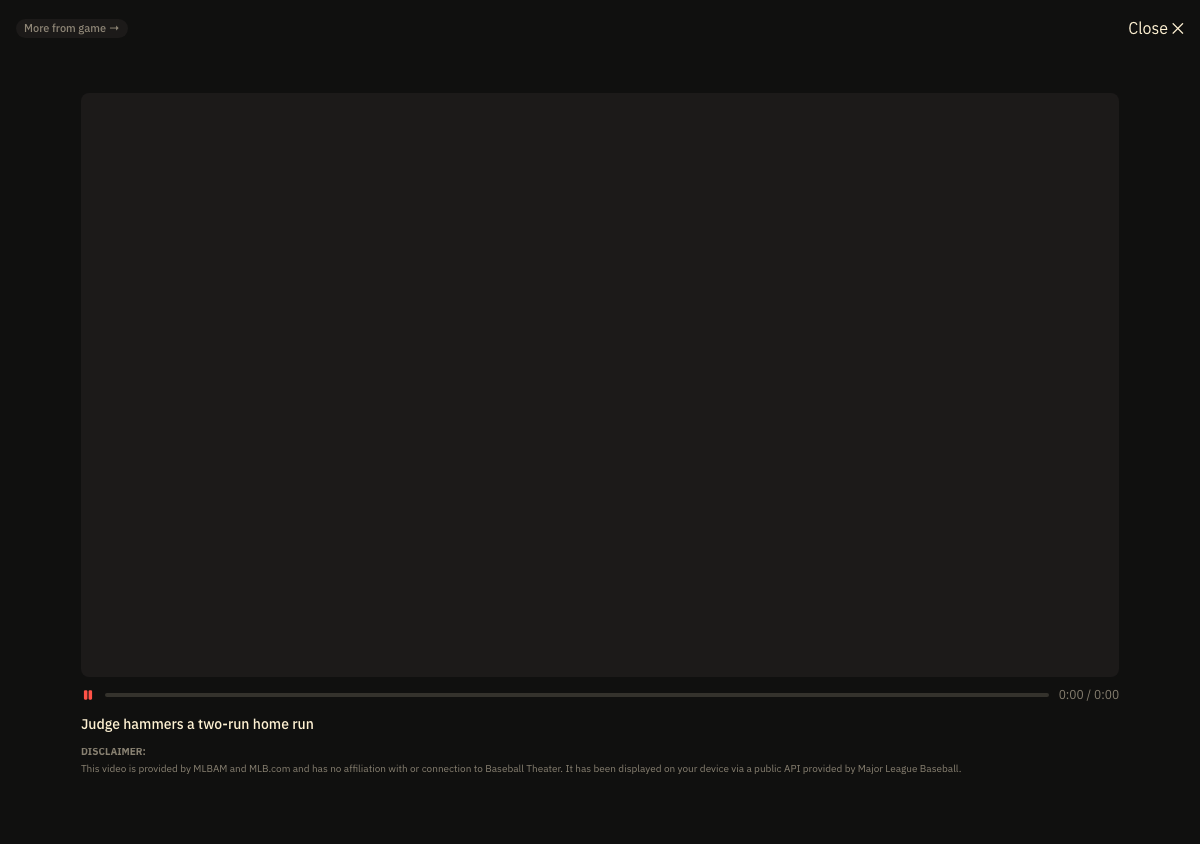 More from game →
Close ×
0:00 / 0:00
Judge hammers a two-run home run
DISCLAIMER:
This video is provided by MLBAM and MLB.com and has no affiliation with or connection to Baseball Theater. It has been displayed on your device via a public API provided by Major League Baseball.